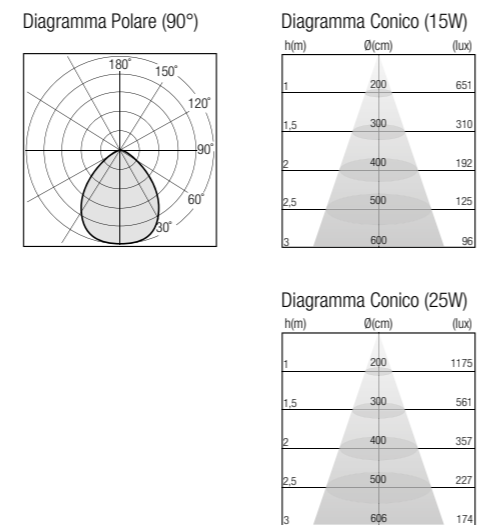 Diagramma Polare (90°)
180°
150°
120°
90°
60°
30°
Diagramma Conico (15W)
h(m) Ø(cm) (lux)
1 200 651
1,5 300 310
2 400 192
2,5 500 125
3 600 96
Diagramma Conico (25W)
h(m) Ø(cm) (lux)
1 200 1175
1,5 300 561
2 400 357
2,5 500 227
3 606 174